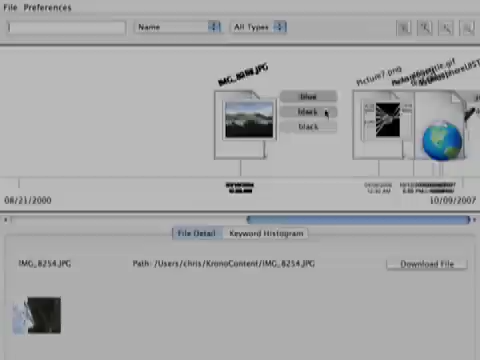 File Preferences
Name
All Types
IMG_8254.JPG
Picture7.png
blue
black
black
08/21/2000
10/09/2007
File Detail
Keyword Histogram
IMG_8254.JPG
Path: /Users/chris/KronoContent/IMG_8254.JPG
Download File